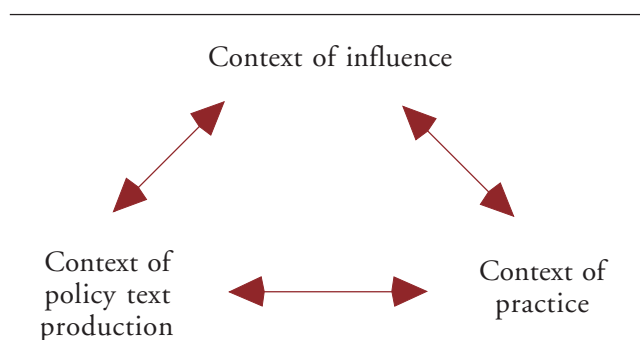 Context of influence
Context of
policy text
production
Context of
practice